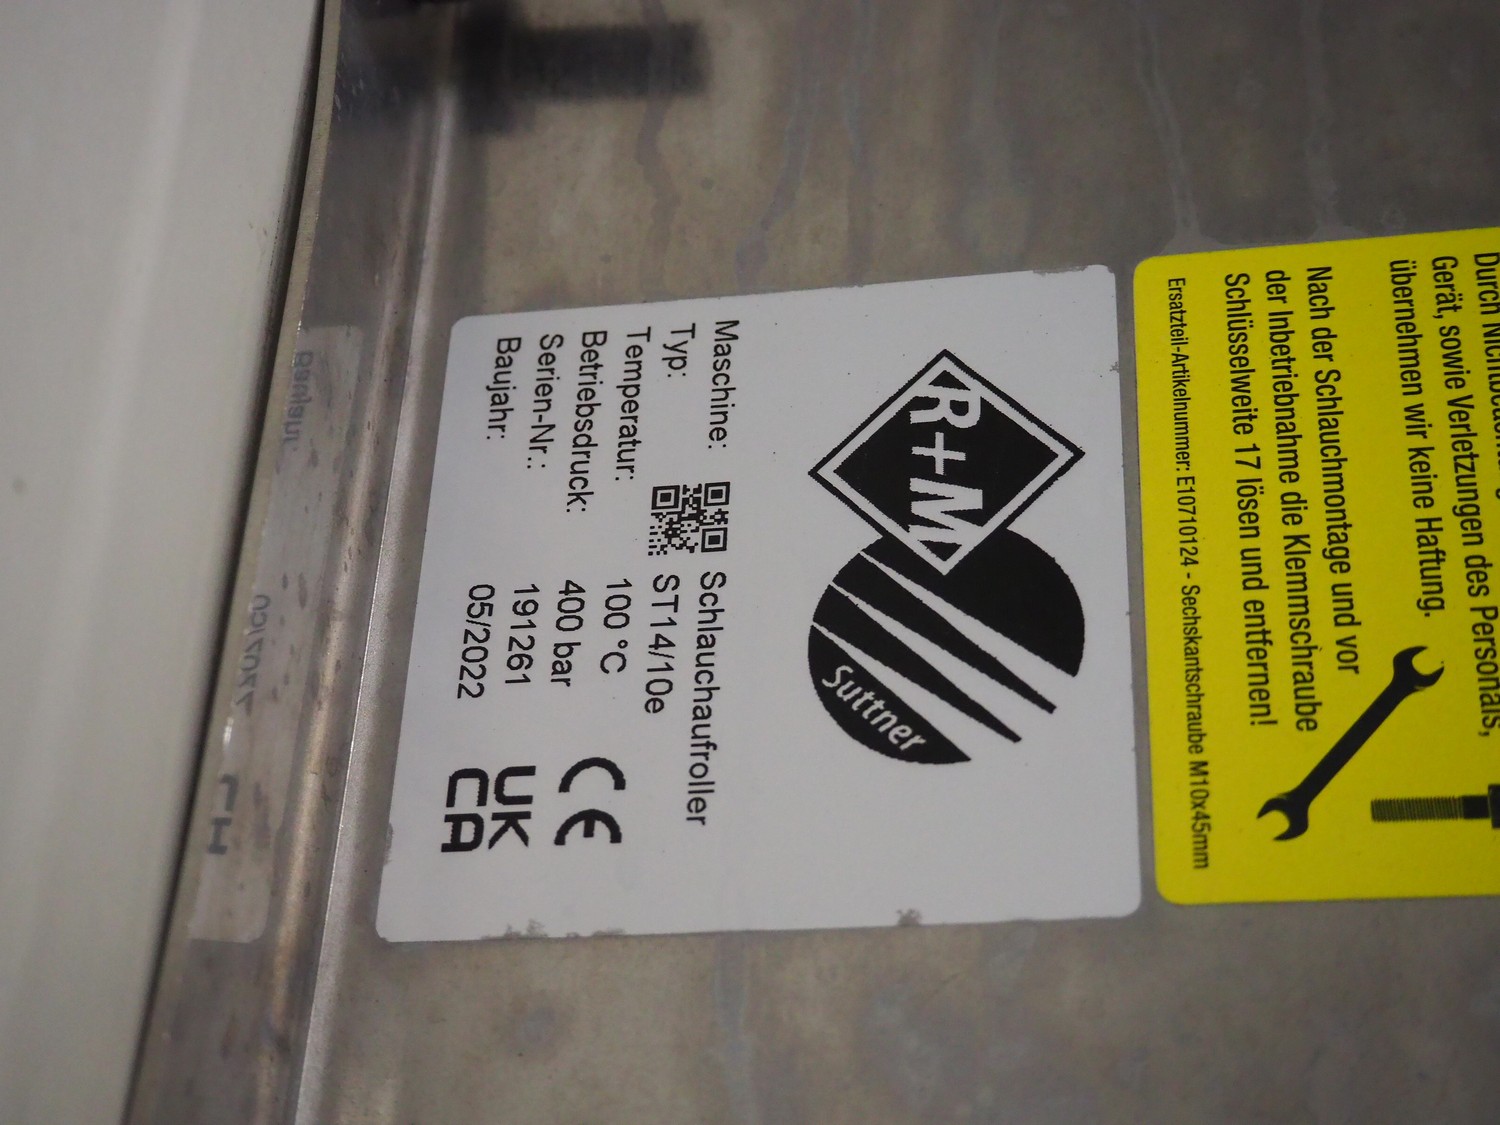 R+M
Suttner
Maschine: Schlauchaufroller
Typ: ST14/10e
Temperatur: 100 °C
Betriebsdruck: 400 bar
Serien-Nr.: 191261
Baujahr: 05/2022
CE
UK
CA
Gerät, sowie Verletzungen des Personals,
übernehmen wir keine Haftung.
Nach der Schlauchmontage und vor
der Inbetriebnahme die Klemmschraube
Schlüsselweite 17 lösen und entfernen!
Ersatzteil-Artikelnummer: E10710124 - Sechskantschraube M10x45mm